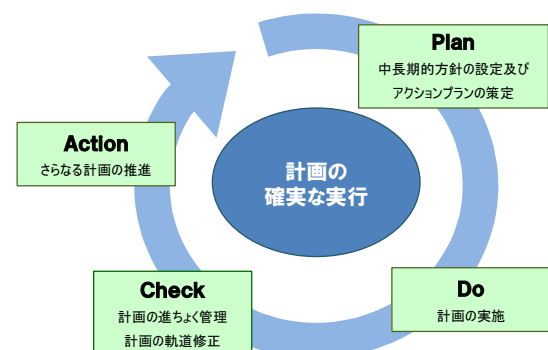 Plan
中長期的方針の設定及び
アクションプランの策定
Action
さらなる計画の推進
計画の
確実な実行
Check
計画の進ちょく管理
計画の軌道修正
Do
計画の実施